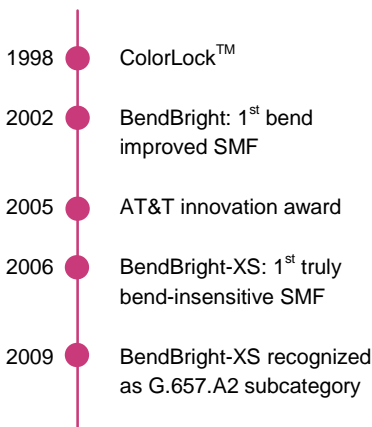 1998 ColorLock™
2002 BendBright: 1st bend
improved SMF
2005 AT&T innovation award
2006 BendBright-XS: 1st truly
bend-insensitive SMF
2009 BendBright-XS recognized
as G.657.A2 subcategory